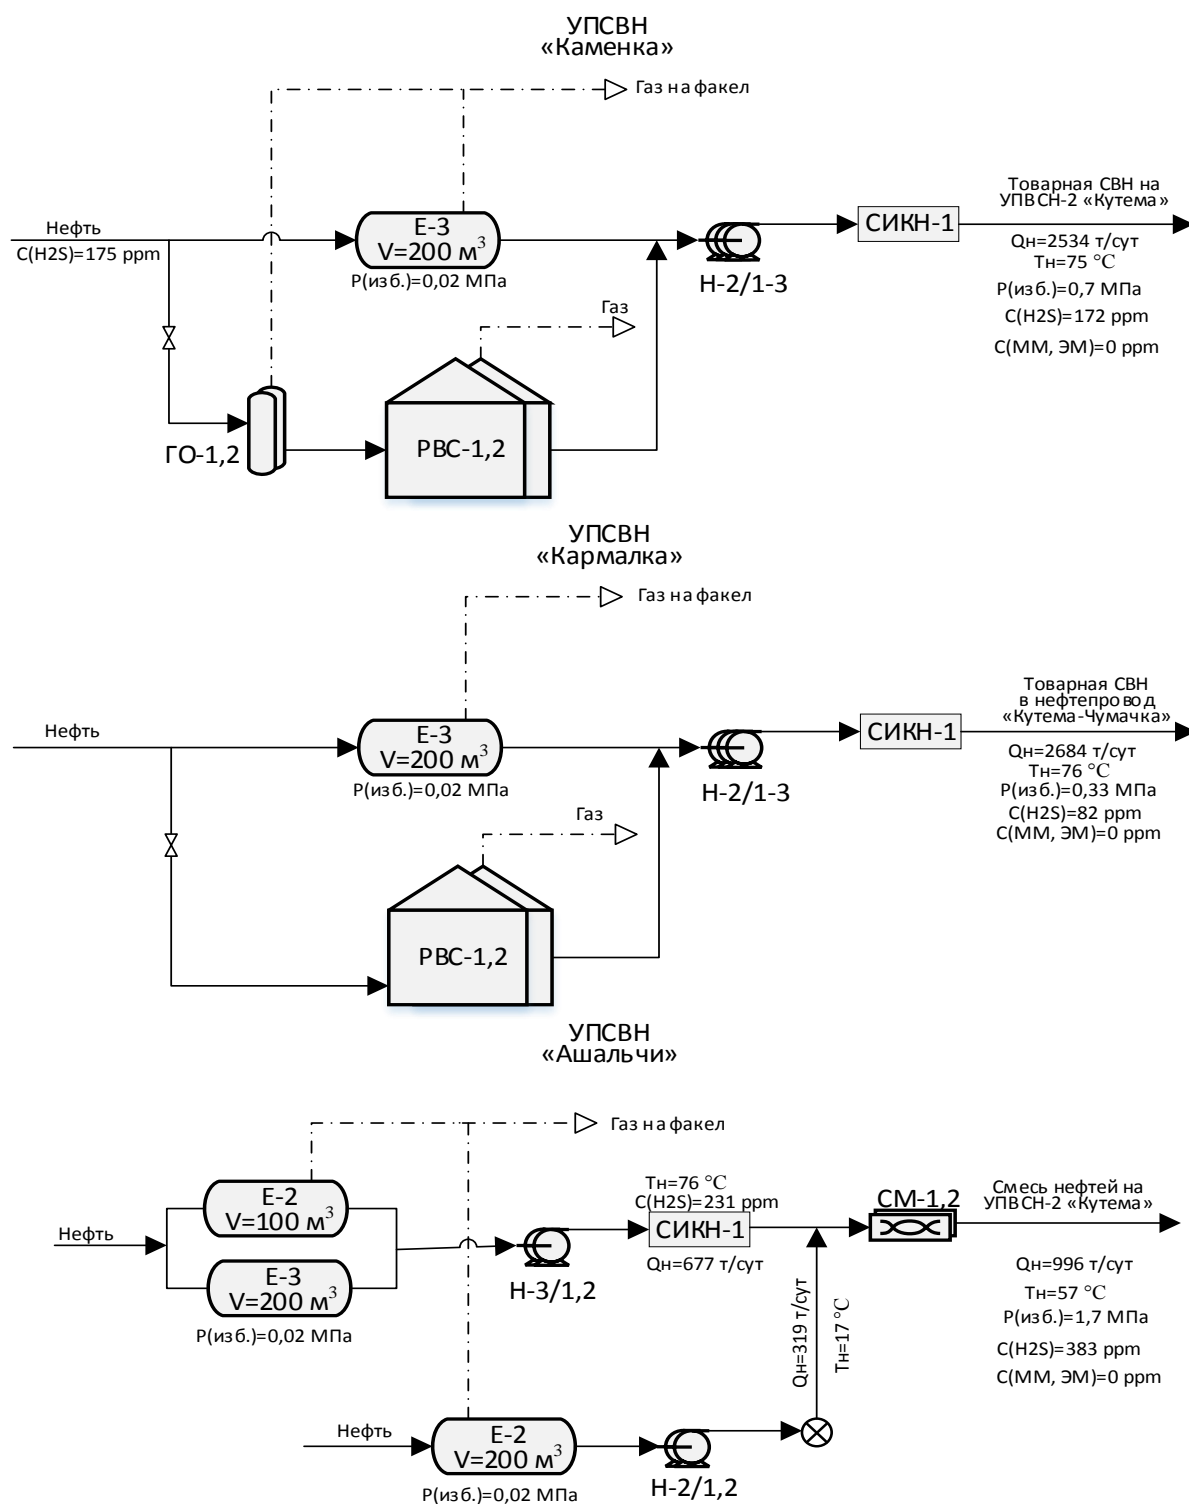 УПСВН
«Каменка»
Газ на факел
Нефть
C(H2S)=175 ppm
Е-3
V=200 м³
Р(изб.)=0,02 МПа
Газ
ГО-1,2
РВС-1,2
Н-2/1-3
СИКН-1
Товарная СВН на
УПВСН-2 «Кутема»
Qн=2534 т/сут
Тн=75 °C
Р(изб.)=0,7 МПа
C(H2S)=172 ppm
C(ММ, ЭМ)=0 ppm
УПСВН
«Кармалка»
Газ на факел
Нефть
Е-3
V=200 м³
Р(изб.)=0,02 МПа
Газ
РВС-1,2
Н-2/1-3
СИКН-1
Товарная СВН
в нефтепровод
«Кутема-Чумачка»
Qн=2684 т/сут
Тн=76 °C
Р(изб.)=0,33 МПа
C(H2S)=82 ppm
C(ММ, ЭМ)=0 ppm
УПСВН
«Ашальчи»
Газ на факел
Нефть
Е-2
V=100 м³
Е-3
V=200 м³
Р(изб.)=0,02 МПа
Н-3/1,2
Тн=76 °C
C(H2S)=231 ppm
СИКН-1
Qн=677 т/сут
Qн=319 т/сут
Тн=17 °C
СМ-1,2
Смесь нефтей на
УПВСН-2 «Кутема»
Qн=996 т/сут
Тн=57 °C
Р(изб.)=1,7 МПа
C(H2S)=383 ppm
C(ММ, ЭМ)=0 ppm
Нефть
Е-2
V=200 м³
Р(изб.)=0,02 МПа
Н-2/1,2